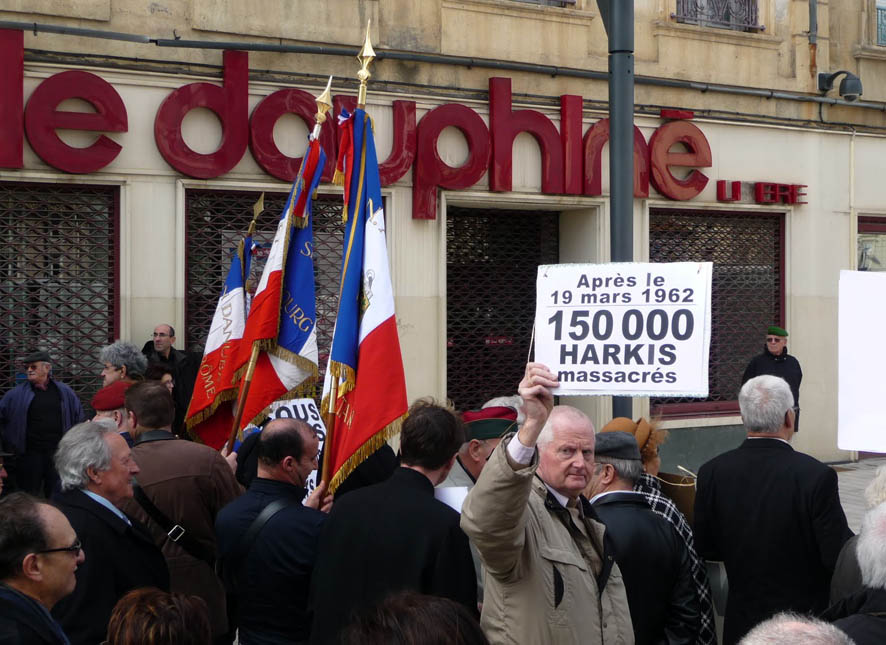 le dauphiné
Après le
19 mars 1962
150 000
HARKIS
massacrés